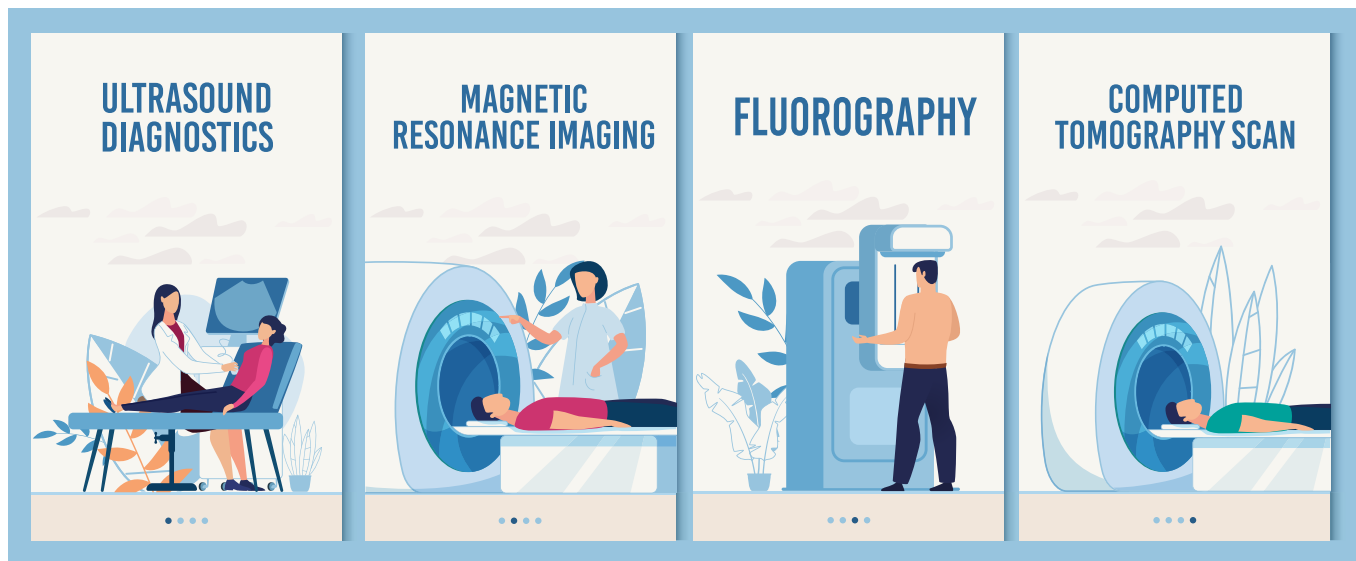 ULTRASOUND
DIAGNOSTICS
MAGNETIC
RESONANCE IMAGING
FLUOROGRAPHY
COMPUTED
TOMOGRAPHY SCAN